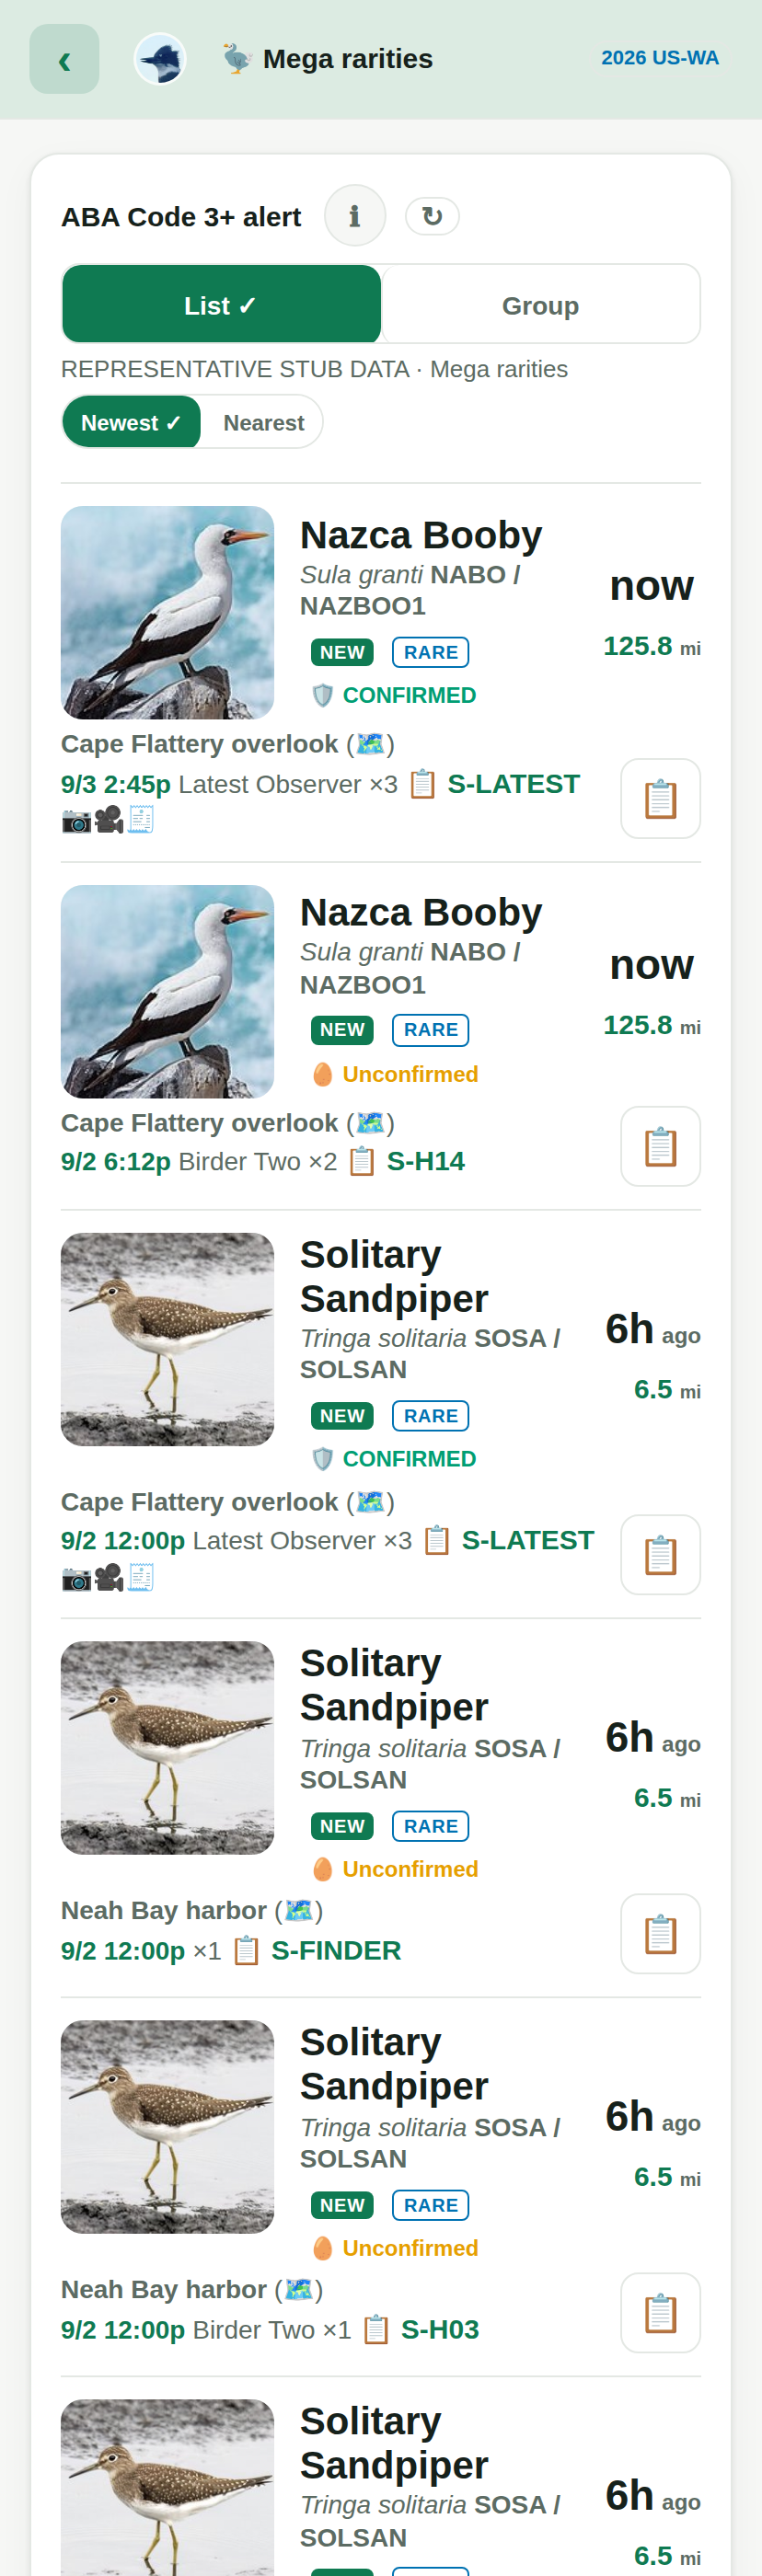 ‹ 🦤 Mega rarities 2026 US-WA
ABA Code 3+ alert ℹ ↻
List ✓ Group
REPRESENTATIVE STUB DATA · Mega rarities
Newest ✓ Nearest
Nazca Booby
Sula granti NABO /
NAZBOO1
now
125.8 mi
NEW RARE
🛡️ CONFIRMED
Cape Flattery overlook (🗺️)
9/3 2:45p Latest Observer ×3 📋 S-LATEST
📷🎥🧾
📋
Nazca Booby
Sula granti NABO /
NAZBOO1
now
125.8 mi
NEW RARE
🥚 Unconfirmed
Cape Flattery overlook (🗺️)
9/2 6:12p Birder Two ×2 📋 S-H14
📋
Solitary
Sandpiper
Tringa solitaria SOSA /
SOLSAN
6h ago
6.5 mi
NEW RARE
🛡️ CONFIRMED
Cape Flattery overlook (🗺️)
9/2 12:00p Latest Observer ×3 📋 S-LATEST
📷🎥🧾
📋
Solitary
Sandpiper
Tringa solitaria SOSA /
SOLSAN
6h ago
6.5 mi
NEW RARE
🥚 Unconfirmed
Neah Bay harbor (🗺️)
9/2 12:00p ×1 📋 S-FINDER
📋
Solitary
Sandpiper
Tringa solitaria SOSA /
SOLSAN
6h ago
6.5 mi
NEW RARE
🥚 Unconfirmed
Neah Bay harbor (🗺️)
9/2 12:00p Birder Two ×1 📋 S-H03
📋
Solitary
Sandpiper
Tringa solitaria SOSA /
SOLSAN
6h ago
6.5 mi